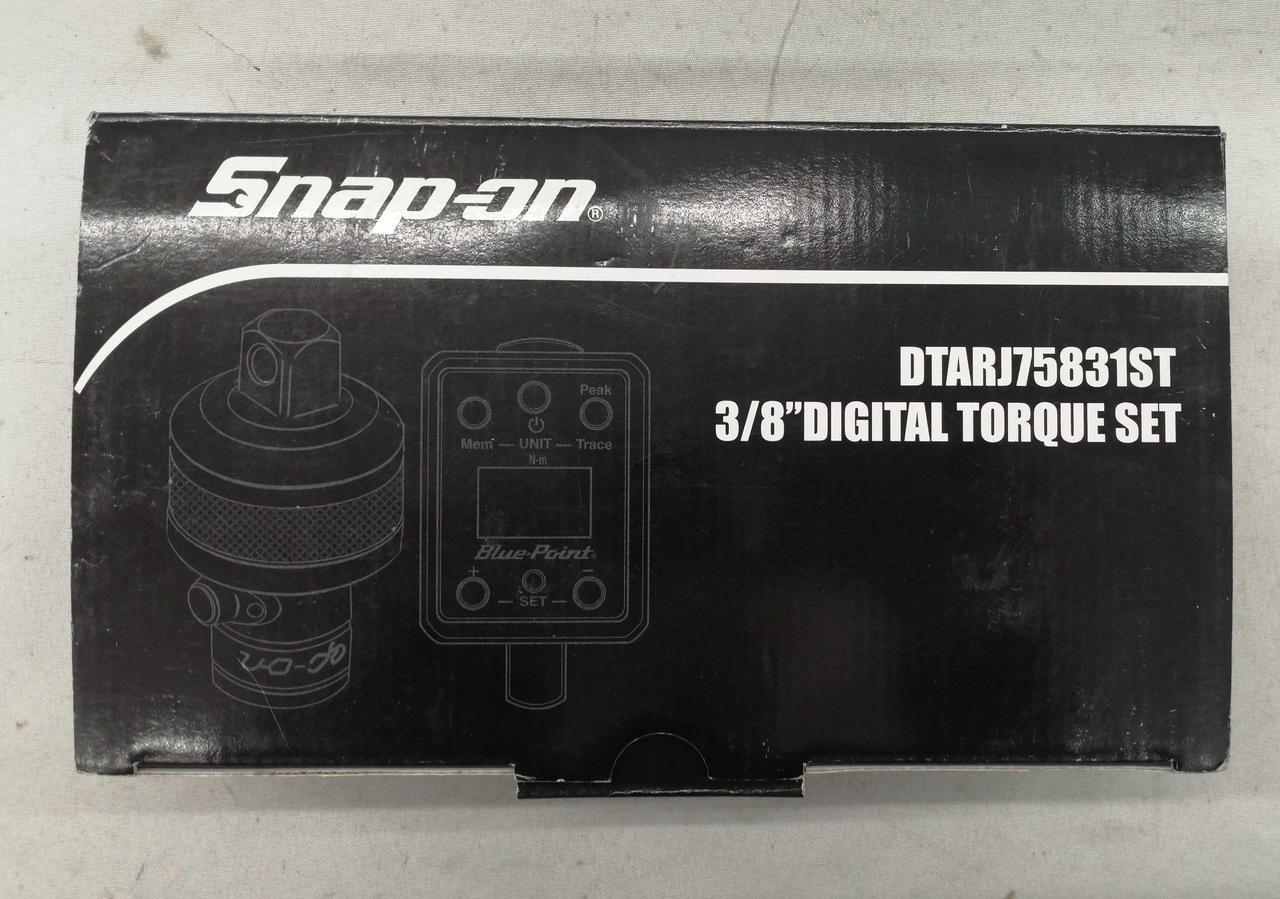 Snap-on®
DTARJ75831ST
3/8”DIGITAL TORQUE SET
Peak
Mem — UNIT — Trace
N·m
Blue-Point®
+ −
— SET —